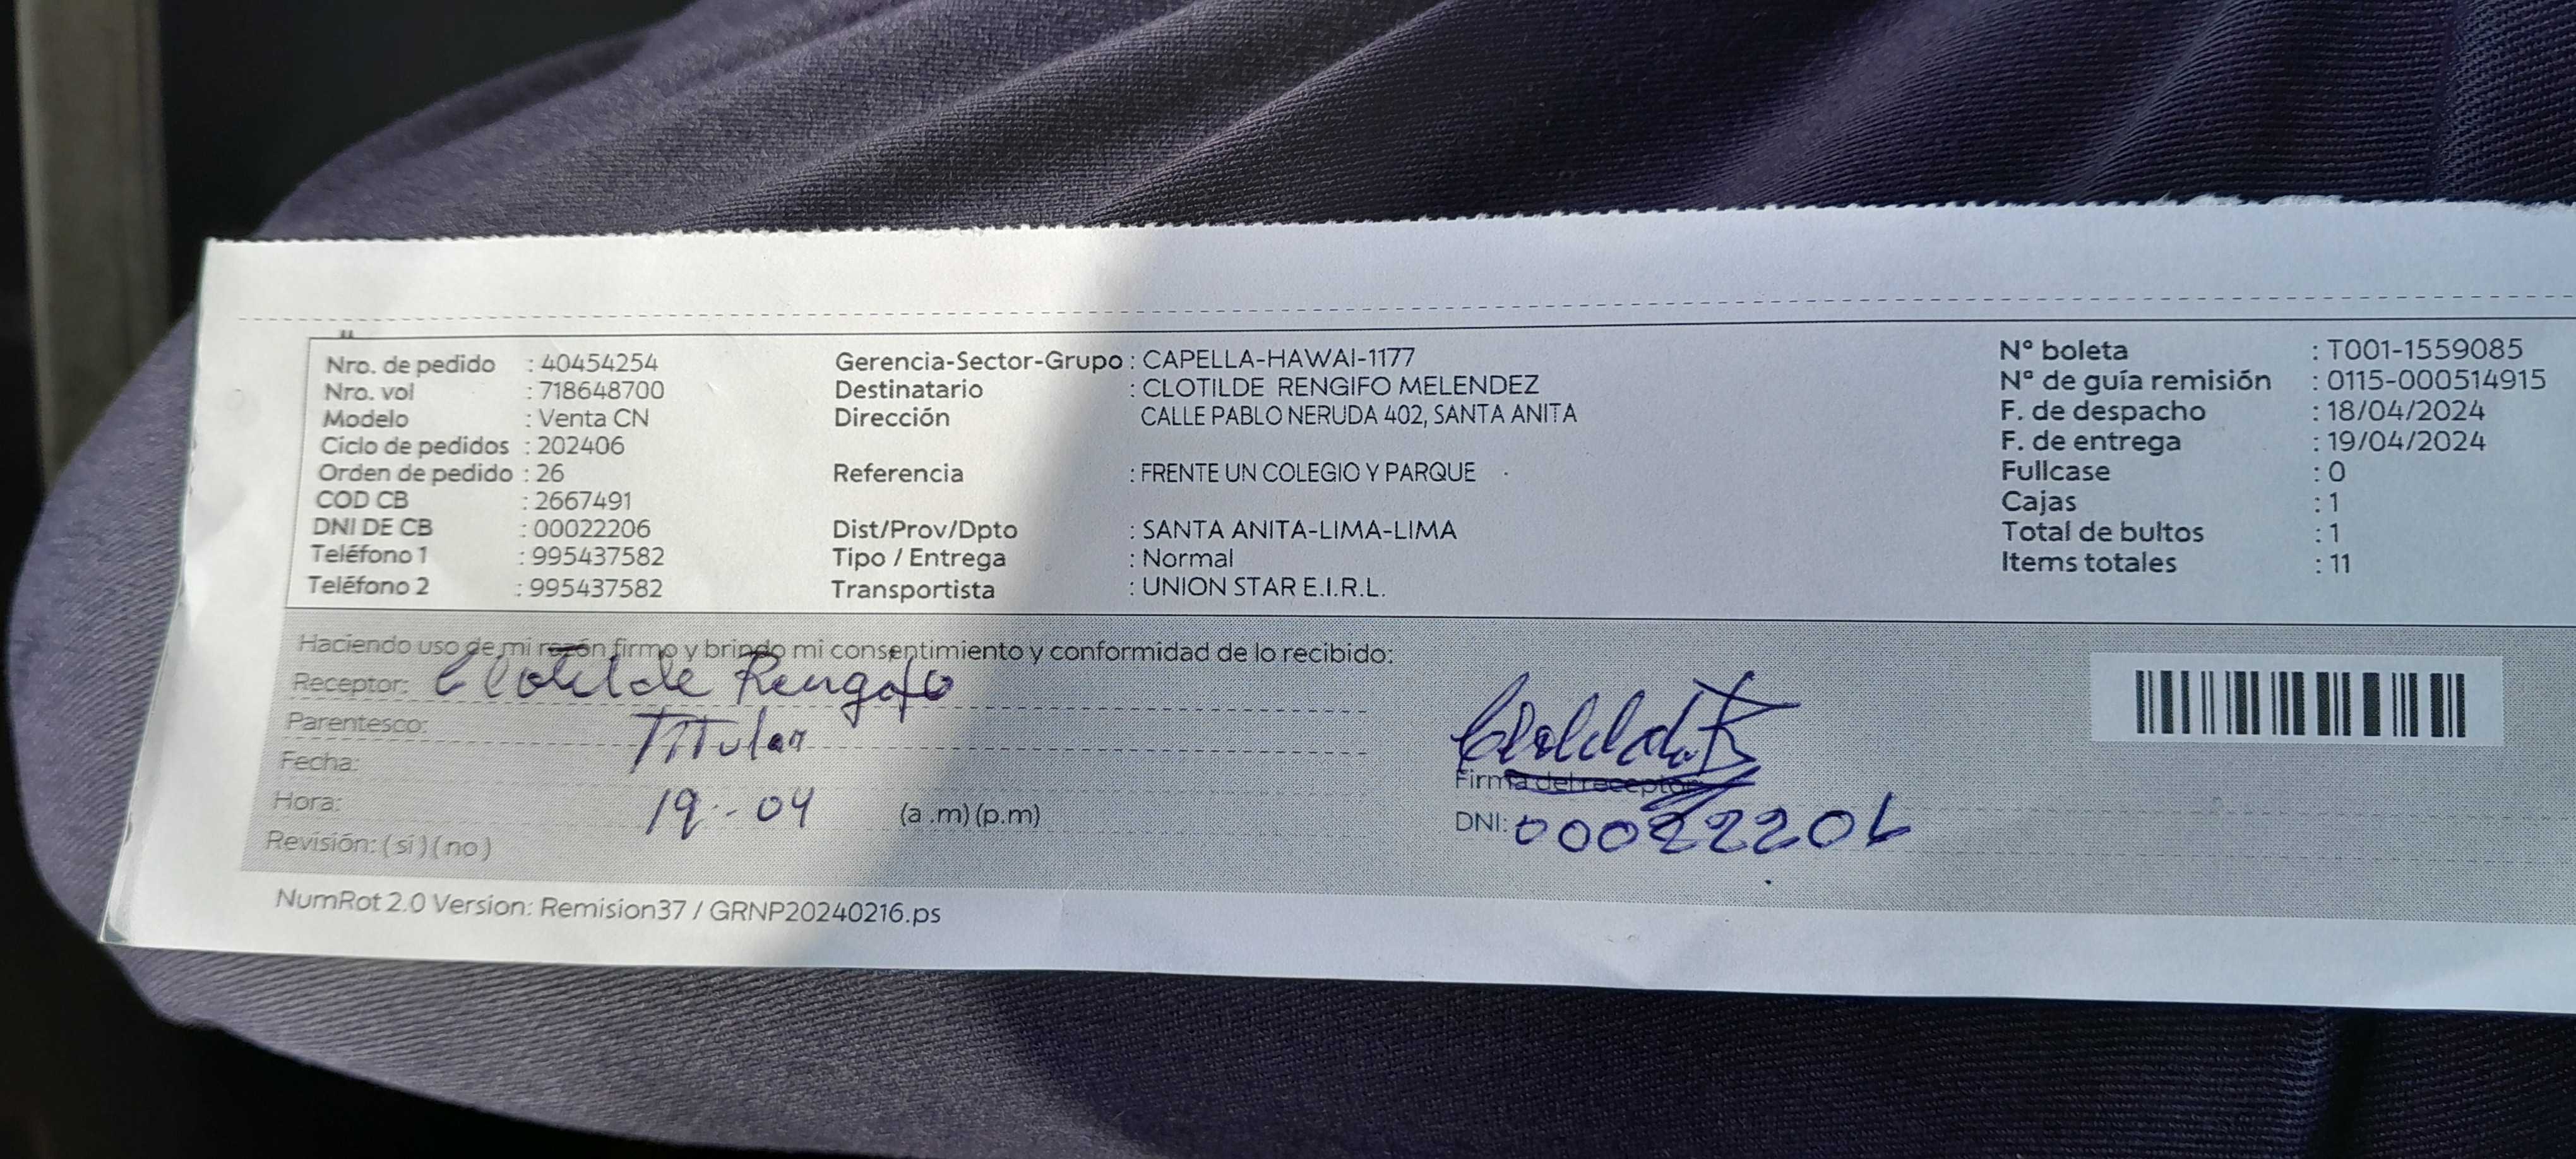 Nro. de pedido : 40454254 Gerencia-Sector-Grupo : CAPELLA-HAWAI-1177 N° boleta : T001-1559085
Nro. vol : 718648700 Destinatario : CLOTILDE RENGIFO MELENDEZ N° de guía remisión : 0115-000514915
Modelo : Venta CN Dirección CALLE PABLO NERUDA 402, SANTA ANITA F. de despacho : 18/04/2024
Ciclo de pedidos : 202406 F. de entrega : 19/04/2024
Orden de pedido : 26 Referencia : FRENTE UN COLEGIO Y PARQUE Fullcase : 0
COD CB : 2667491 Cajas : 1
DNI DE CB : 00022206 Dist/Prov/Dpto : SANTA ANITA-LIMA-LIMA Total de bultos : 1
Teléfono 1 : 995437582 Tipo / Entrega : Normal Items totales : 11
Teléfono 2 : 995437582 Transportista : UNION STAR E.I.R.L.
Haciendo uso de mi razón firmo y brindo mi consentimiento y conformidad de lo recibido:
Receptor: Clotilde Rengifo
Parentesco: Titular
Fecha:
Firma del receptor
Hora: 19-04 (a .m) (p.m)
DNI: 00022206
Revisión: (si) (no)
NumRot 2.0 Version: Remision37 / GRNP20240216.ps